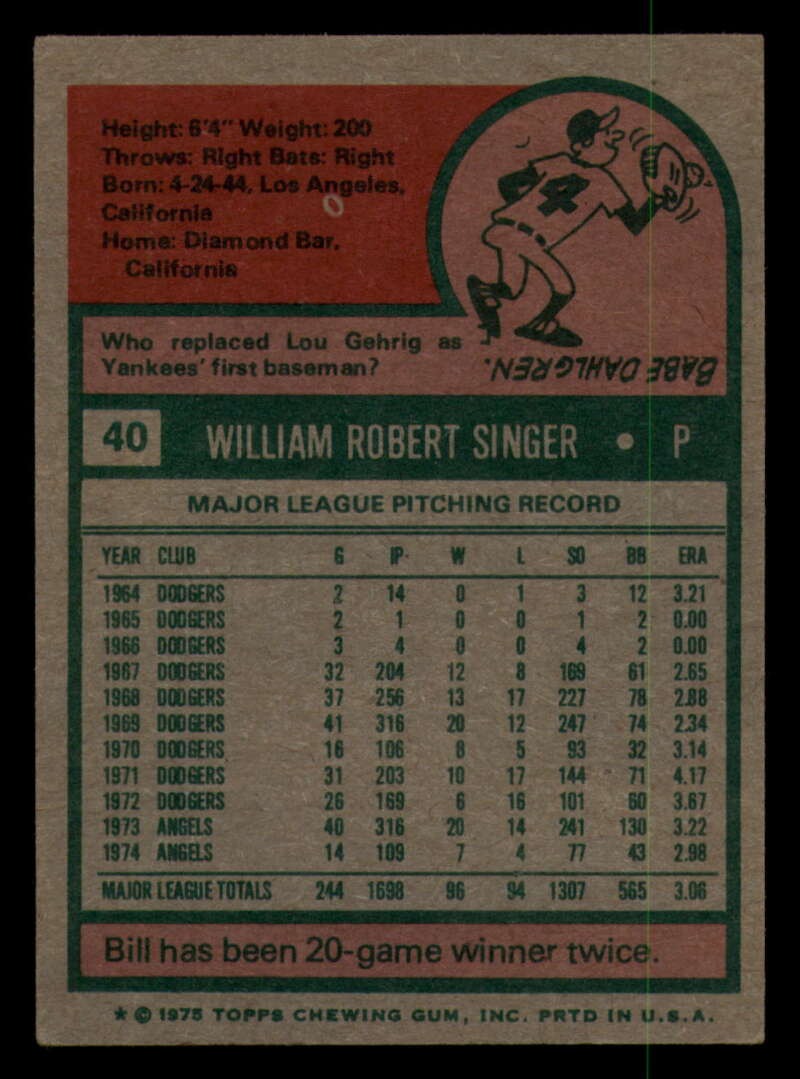 Height: 6'4" Weight: 200
Throws: Right Bats: Right
Born: 4-24-44, Los Angeles,
California
Home: Diamond Bar,
California
Who replaced Lou Gehrig as
Yankees' first baseman?
BABE DAHLGREN.
40 WILLIAM ROBERT SINGER • P
MAJOR LEAGUE PITCHING RECORD
YEAR CLUB G IP W L SO BB ERA
1964 DODGERS 2 14 0 1 3 12 3.21
1965 DODGERS 2 1 0 0 1 2 0.00
1966 DODGERS 3 4 0 0 4 2 0.00
1967 DODGERS 32 204 12 8 169 61 2.65
1968 DODGERS 37 256 13 17 227 78 2.88
1969 DODGERS 41 316 20 12 247 74 2.34
1970 DODGERS 16 106 8 5 93 32 3.14
1971 DODGERS 31 203 10 17 144 71 4.17
1972 DODGERS 26 169 6 16 101 60 3.67
1973 ANGELS 40 316 20 14 241 130 3.22
1974 ANGELS 14 109 7 4 77 43 2.98
MAJOR LEAGUE TOTALS 244 1698 96 94 1307 565 3.06
Bill has been 20-game winner twice.
* © 1975 TOPPS CHEWING GUM, INC. PRTD IN U.S.A.